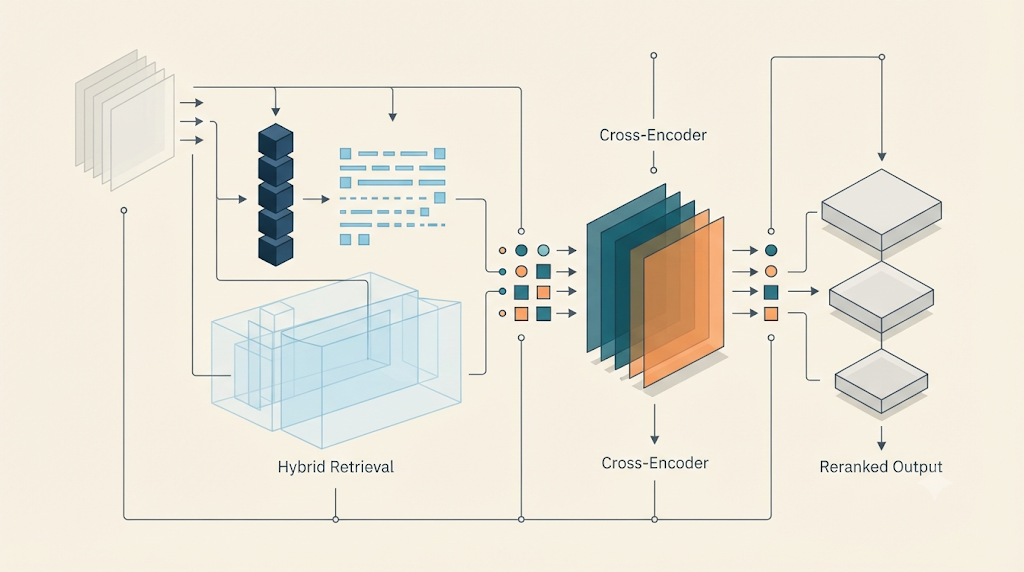 Cross-Encoder
Hybrid Retrieval
Cross-Encoder
Reranked Output